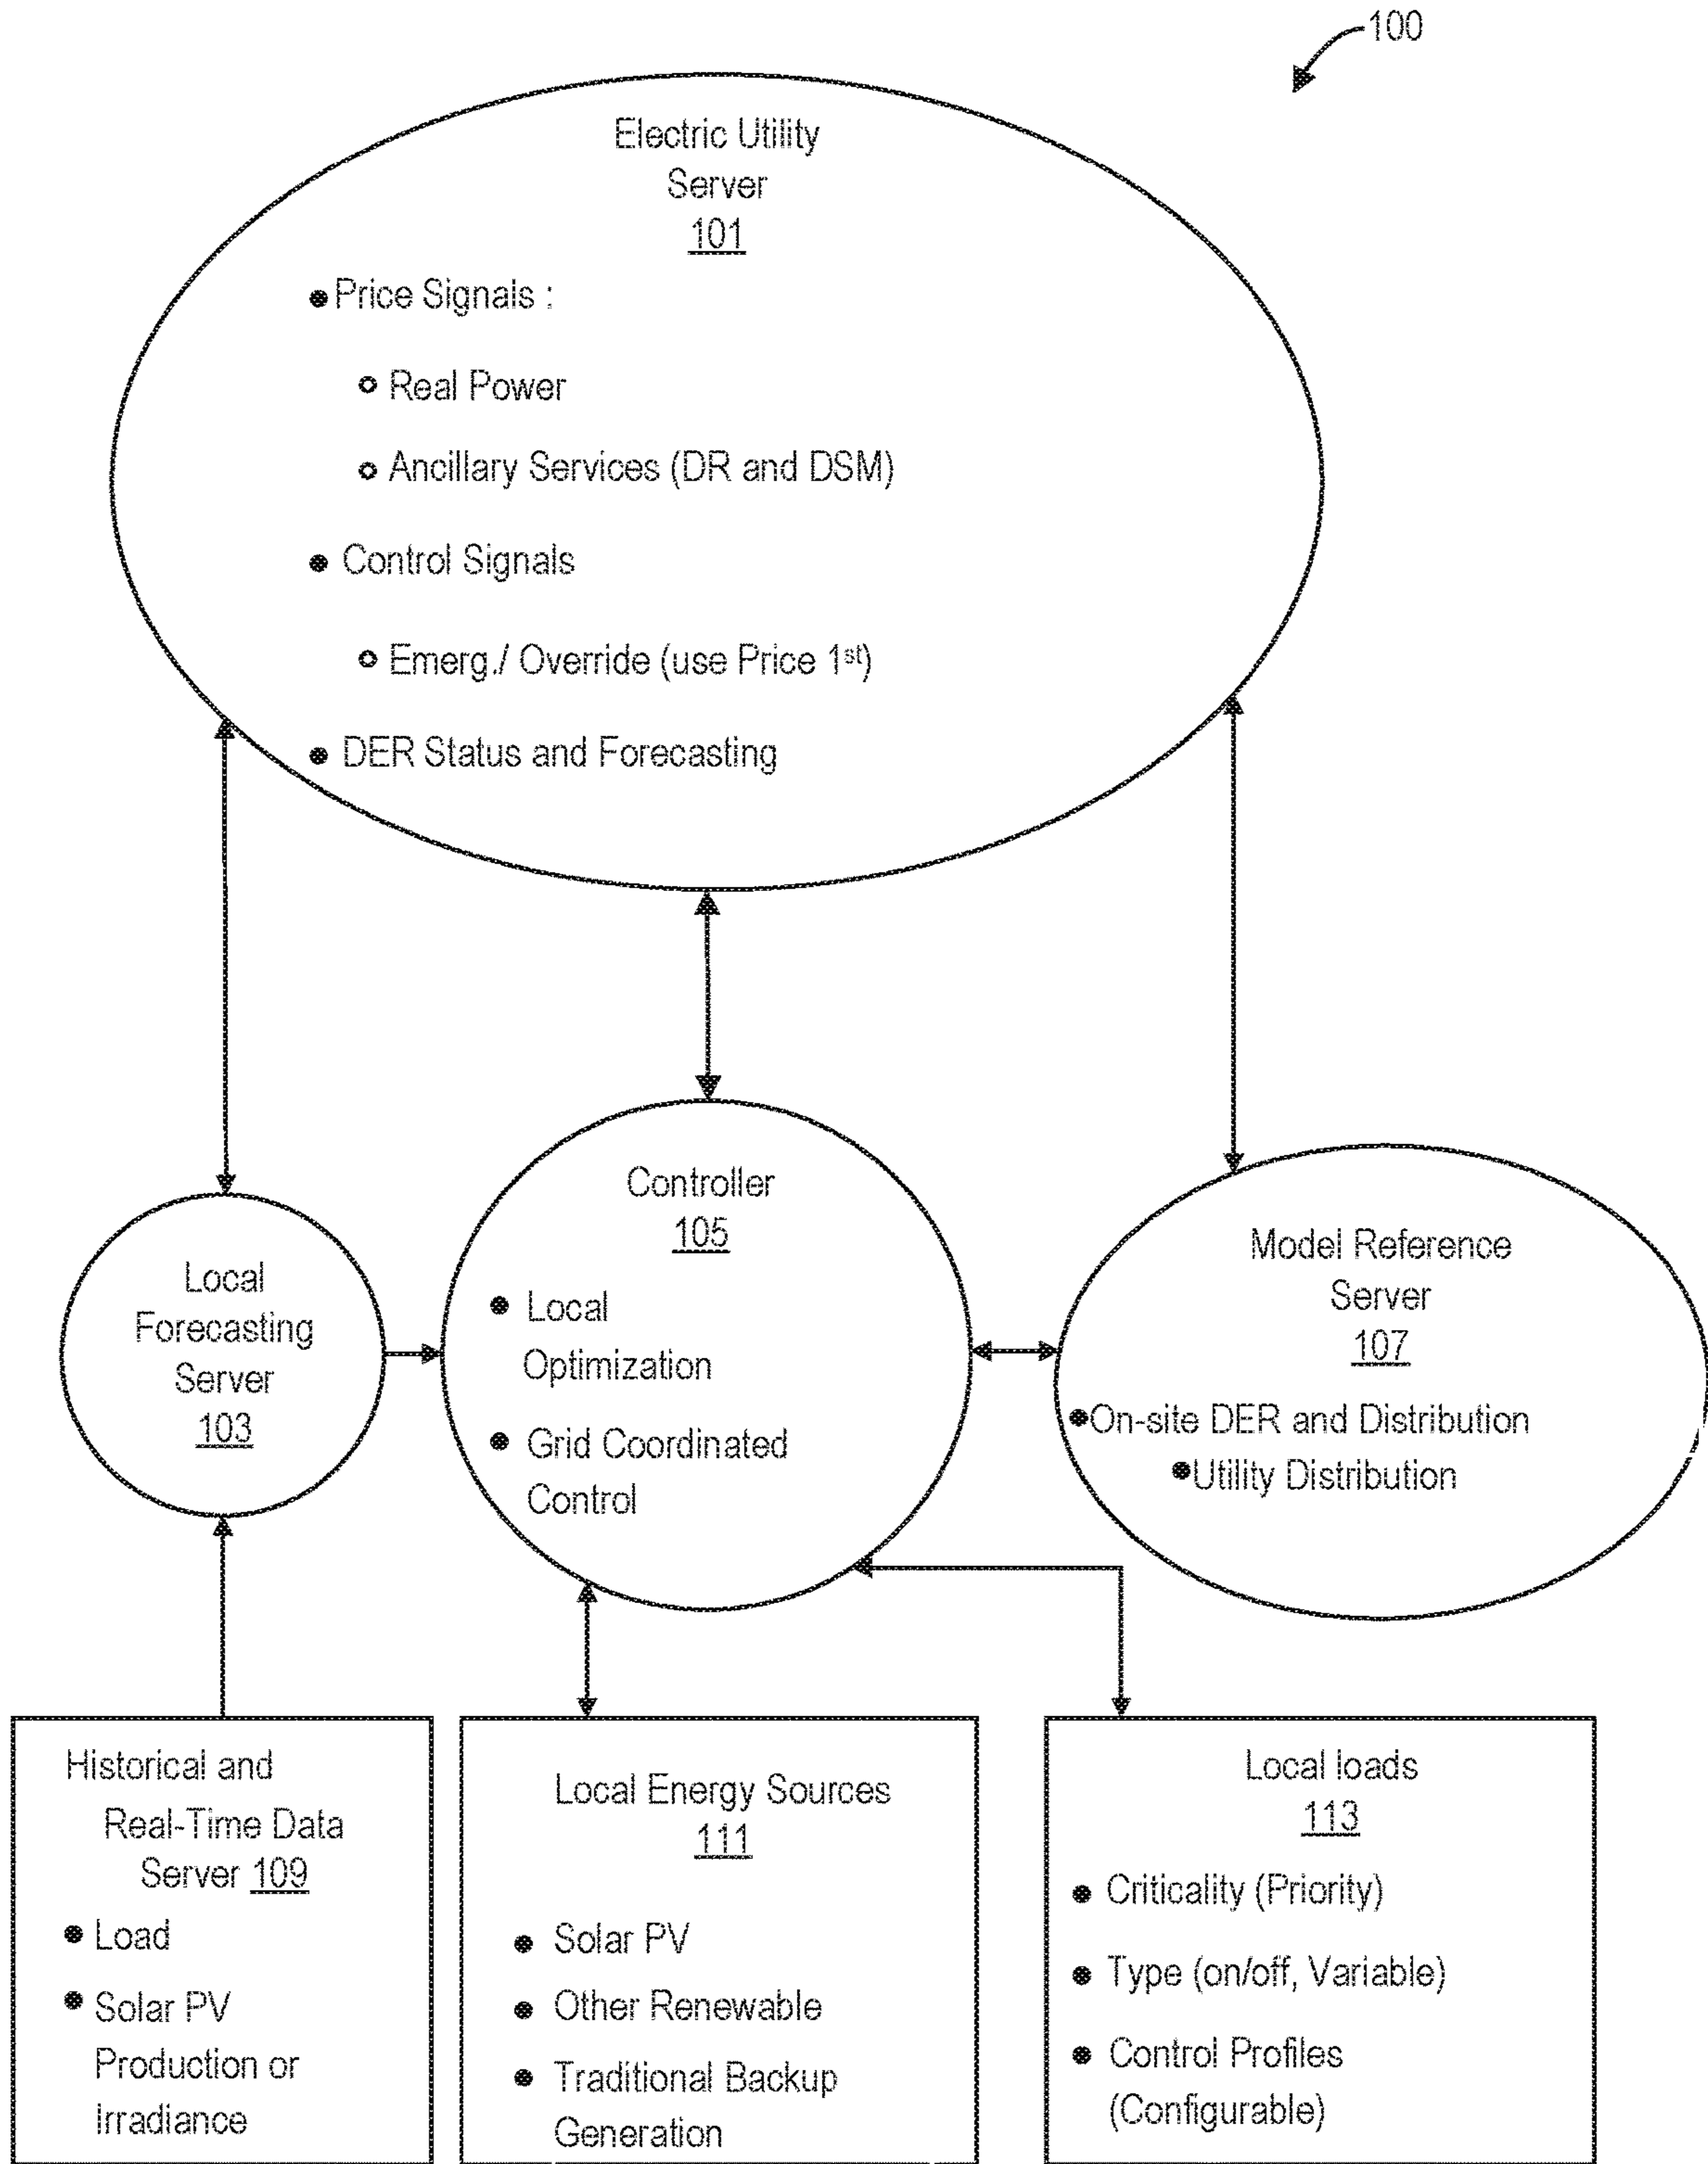 100
Electric Utility
Server
101
● Price Signals :
o Real Power
o Ancillary Services (DR and DSM)
● Control Signals
o Emerg./ Override (use Price 1st)
● DER Status and Forecasting
Local
Forecasting
Server
103
Controller
105
● Local
Optimization
● Grid Coordinated
Control
Model Reference
Server
107
● On-site DER and Distribution
● Utility Distribution
Historical and
Real-Time Data
Server 109
● Load
● Solar PV
Production or
Irradiance
Local Energy Sources
111
● Solar PV
● Other Renewable
● Traditional Backup
Generation
Local loads
113
● Criticality (Priority)
● Type (on/off, Variable)
● Control Profiles
(Configurable)